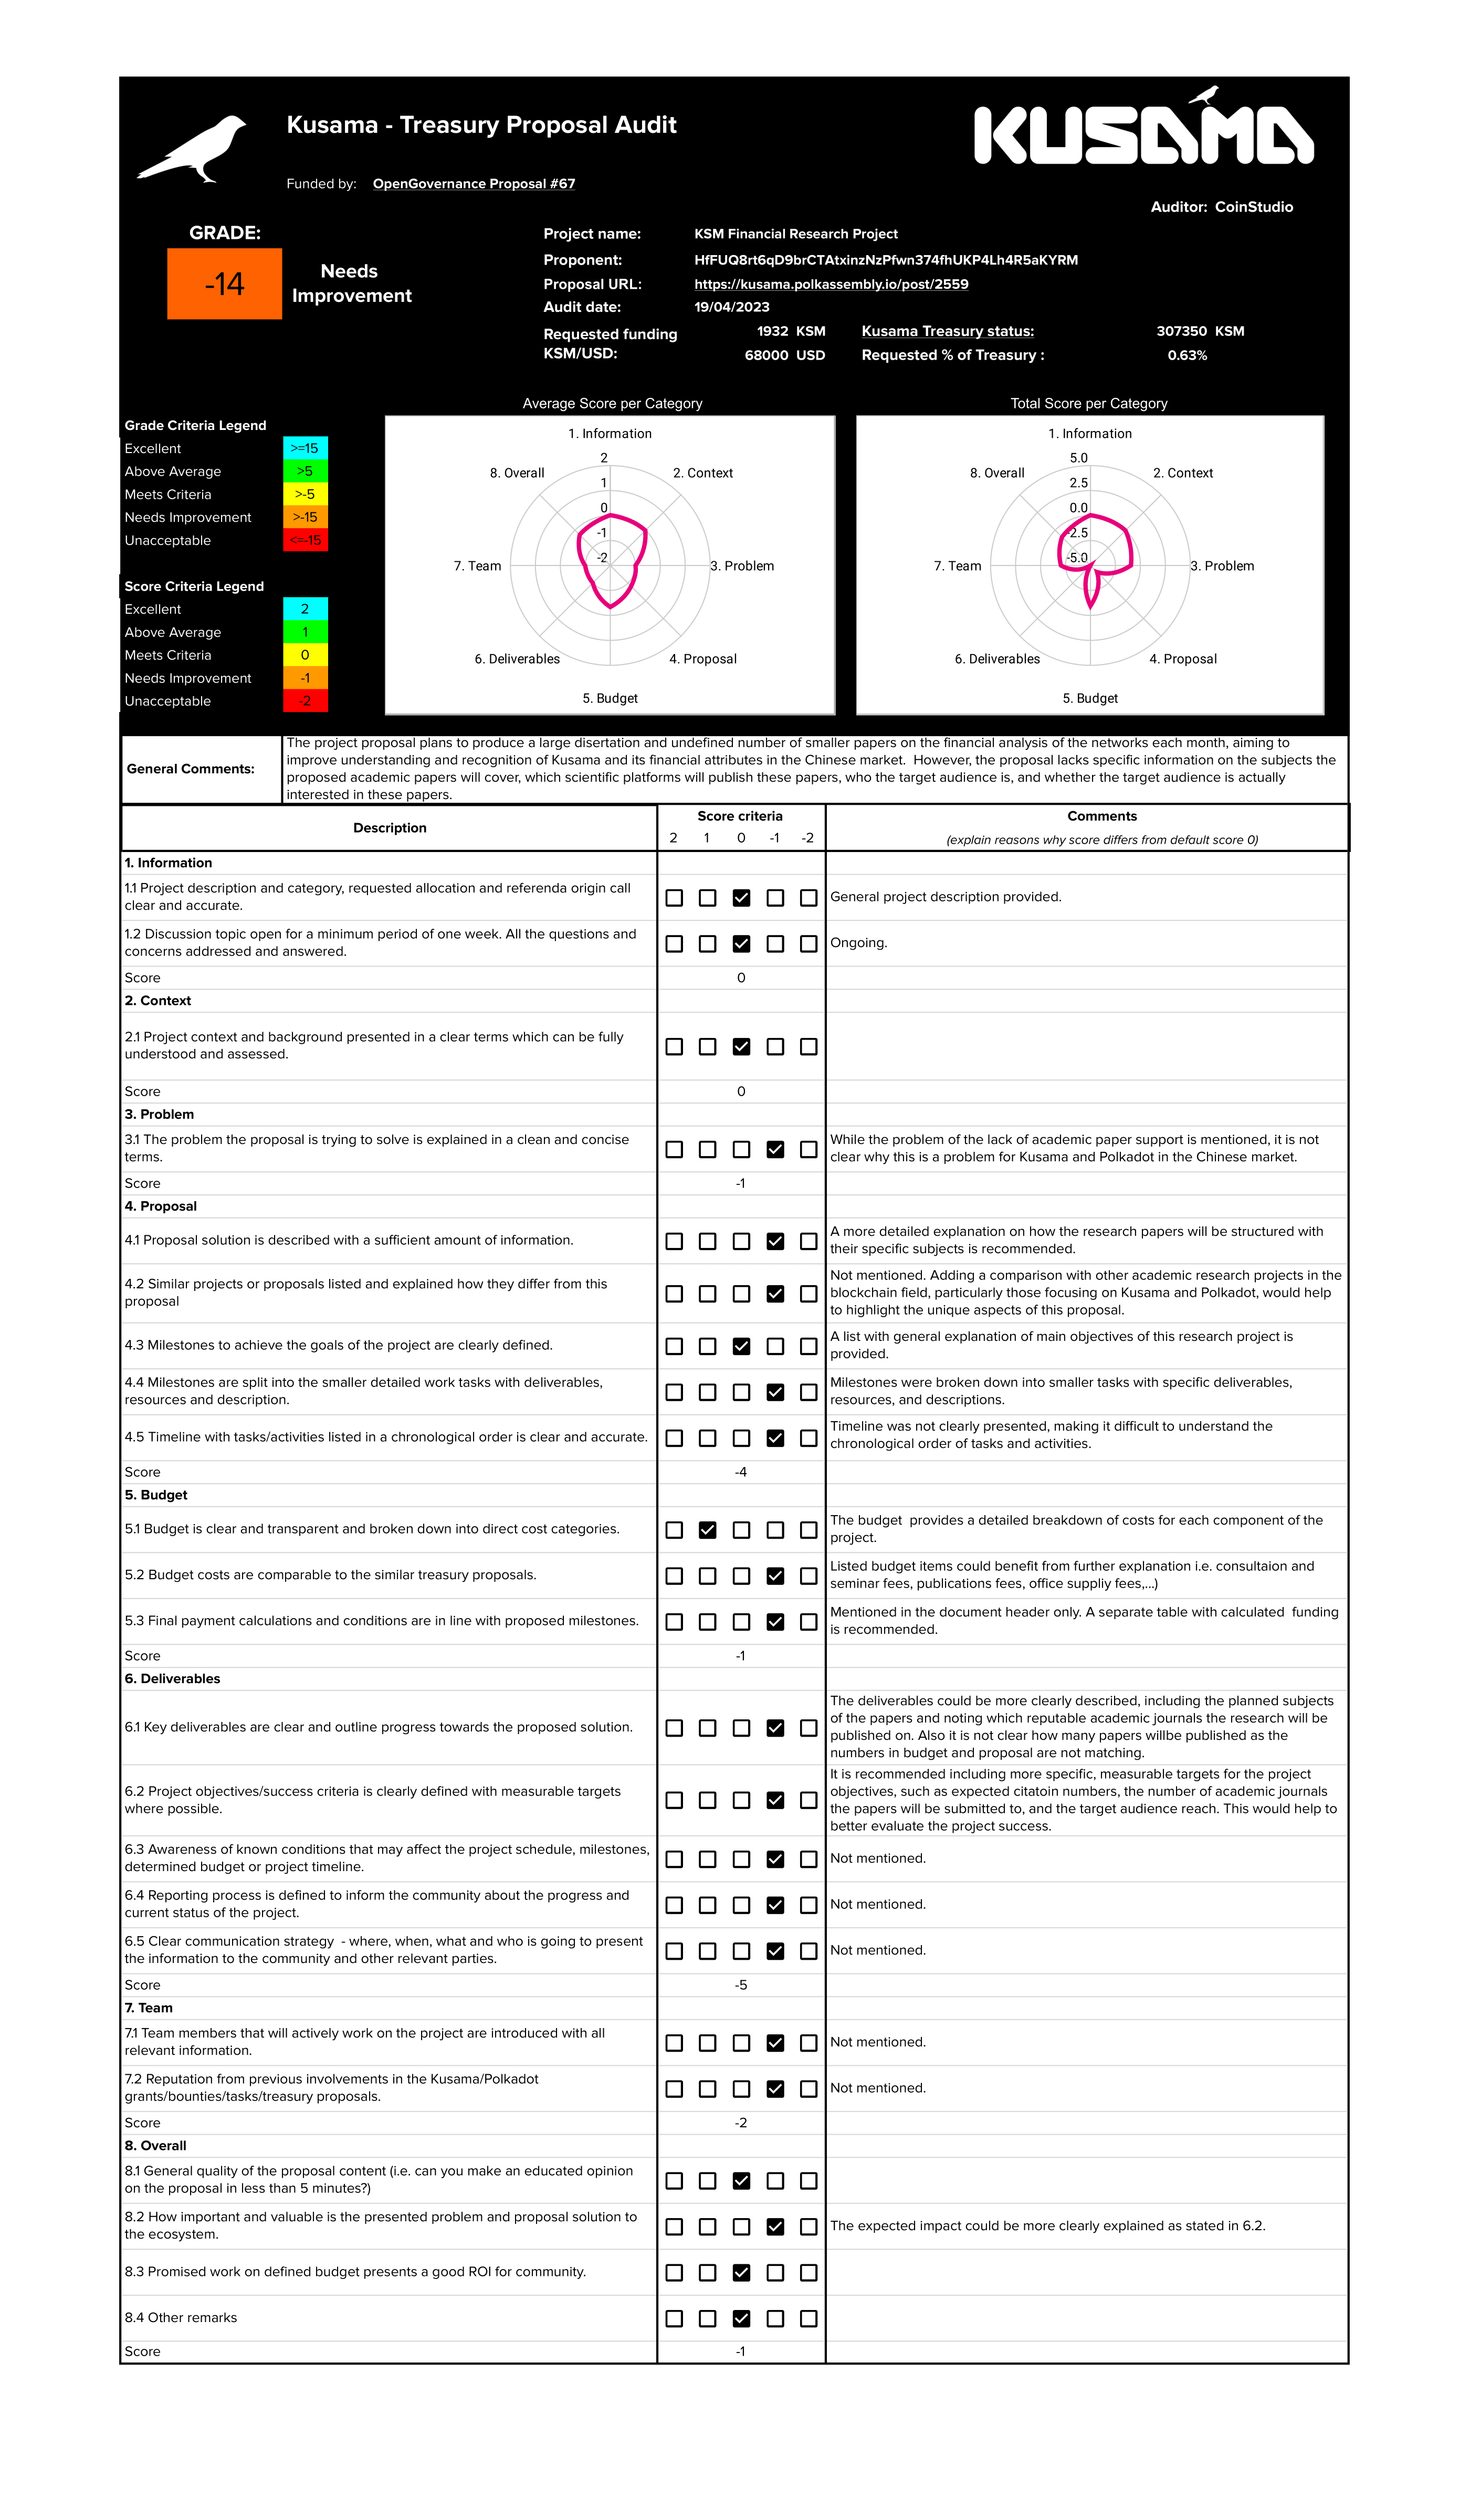 Kusama - Treasury Proposal Audit
KUSAMA
Funded by: OpenGovernance Proposal #67
Auditor: CoinStudio
GRADE:
-14
Needs
Improvement
Project name: KSM Financial Research Project
Proponent: HfFUQ8rt6qD9brCTAtxinzNzPfwn374fhUKP4Lh4R5aKYRM
Proposal URL: https://kusama.polkassembly.io/post/2559
Audit date: 19/04/2023
Requested funding
KSM/USD:
1932 KSM
Kusama Treasury status: 307350 KSM
68000 USD
Requested % of Treasury : 0.63%
Grade Criteria Legend
Excellent >=15
Above Average >5
Meets Criteria >-5
Needs Improvement >-15
Unacceptable <=-15
Score Criteria Legend
Excellent 2
Above Average 1
Meets Criteria 0
Needs Improvement -1
Unacceptable -2
Average Score per Category
1. Information
2. Context
3. Problem
4. Proposal
5. Budget
6. Deliverables
7. Team
8. Overall
2
1
0
-1
-2
Total Score per Category
1. Information
2. Context
3. Problem
4. Proposal
5. Budget
6. Deliverables
7. Team
8. Overall
5.0
2.5
0.0
-2.5
-5.0
General Comments:
The project proposal plans to produce a large disertation and undefined number of smaller papers on the financial analysis of the networks each month, aiming to
improve understanding and recognition of Kusama and its financial attributes in the Chinese market. However, the proposal lacks specific information on the subjects the
proposed academic papers will cover, which scientific platforms will publish these papers, who the target audience is, and whether the target audience is actually
interested in these papers.
Description
Score criteria
2 1 0 -1 -2
Comments
(explain reasons why score differs from default score 0)
1. Information
1.1 Project description and category, requested allocation and referenda origin call
clear and accurate.
General project description provided.
1.2 Discussion topic open for a minimum period of one week. All the questions and
concerns addressed and answered.
Ongoing.
Score 0
2. Context
2.1 Project context and background presented in a clear terms which can be fully
understood and assessed.
Score 0
3. Problem
3.1 The problem the proposal is trying to solve is explained in a clean and concise
terms.
While the problem of the lack of academic paper support is mentioned, it is not
clear why this is a problem for Kusama and Polkadot in the Chinese market.
Score -1
4. Proposal
4.1 Proposal solution is described with a sufficient amount of information.
A more detailed explanation on how the research papers will be structured with
their specific subjects is recommended.
4.2 Similar projects or proposals listed and explained how they differ from this
proposal
Not mentioned. Adding a comparison with other academic research projects in the
blockchain field, particularly those focusing on Kusama and Polkadot, would help
to highlight the unique aspects of this proposal.
4.3 Milestones to achieve the goals of the project are clearly defined.
A list with general explanation of main objectives of this research project is
provided.
4.4 Milestones are split into the smaller detailed work tasks with deliverables,
resources and description.
Milestones were broken down into smaller tasks with specific deliverables,
resources, and descriptions.
4.5 Timeline with tasks/activities listed in a chronological order is clear and accurate.
Timeline was not clearly presented, making it difficult to understand the
chronological order of tasks and activities.
Score -4
5. Budget
5.1 Budget is clear and transparent and broken down into direct cost categories.
The budget provides a detailed breakdown of costs for each component of the
project.
5.2 Budget costs are comparable to the similar treasury proposals.
Listed budget items could benefit from further explanation i.e. consultaion and
seminar fees, publications fees, office suppliy fees,...)
5.3 Final payment calculations and conditions are in line with proposed milestones.
Mentioned in the document header only. A separate table with calculated funding
is recommended.
Score -1
6. Deliverables
6.1 Key deliverables are clear and outline progress towards the proposed solution.
The deliverables could be more clearly described, including the planned subjects
of the papers and noting which reputable academic journals the research will be
published on. Also it is not clear how many papers willbe published as the
numbers in budget and proposal are not matching.
6.2 Project objectives/success criteria is clearly defined with measurable targets
where possible.
It is recommended including more specific, measurable targets for the project
objectives, such as expected citatoin numbers, the number of academic journals
the papers will be submitted to, and the target audience reach. This would help to
better evaluate the project success.
6.3 Awareness of known conditions that may affect the project schedule, milestones,
determined budget or project timeline.
Not mentioned.
6.4 Reporting process is defined to inform the community about the progress and
current status of the project.
Not mentioned.
6.5 Clear communication strategy - where, when, what and who is going to present
the information to the community and other relevant parties.
Not mentioned.
Score -5
7. Team
7.1 Team members that will actively work on the project are introduced with all
relevant information.
Not mentioned.
7.2 Reputation from previous involvements in the Kusama/Polkadot
grants/bounties/tasks/treasury proposals.
Not mentioned.
Score -2
8. Overall
8.1 General quality of the proposal content (i.e. can you make an educated opinion
on the proposal in less than 5 minutes?)
8.2 How important and valuable is the presented problem and proposal solution to
the ecosystem.
The expected impact could be more clearly explained as stated in 6.2.
8.3 Promised work on defined budget presents a good ROI for community.
8.4 Other remarks
Score -1